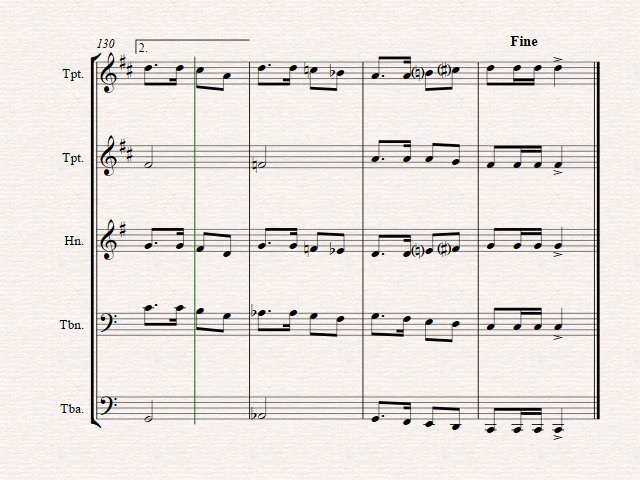 Fine
130
2.
Tpt.
Tpt.
Hn.
Tbn.
Tba.